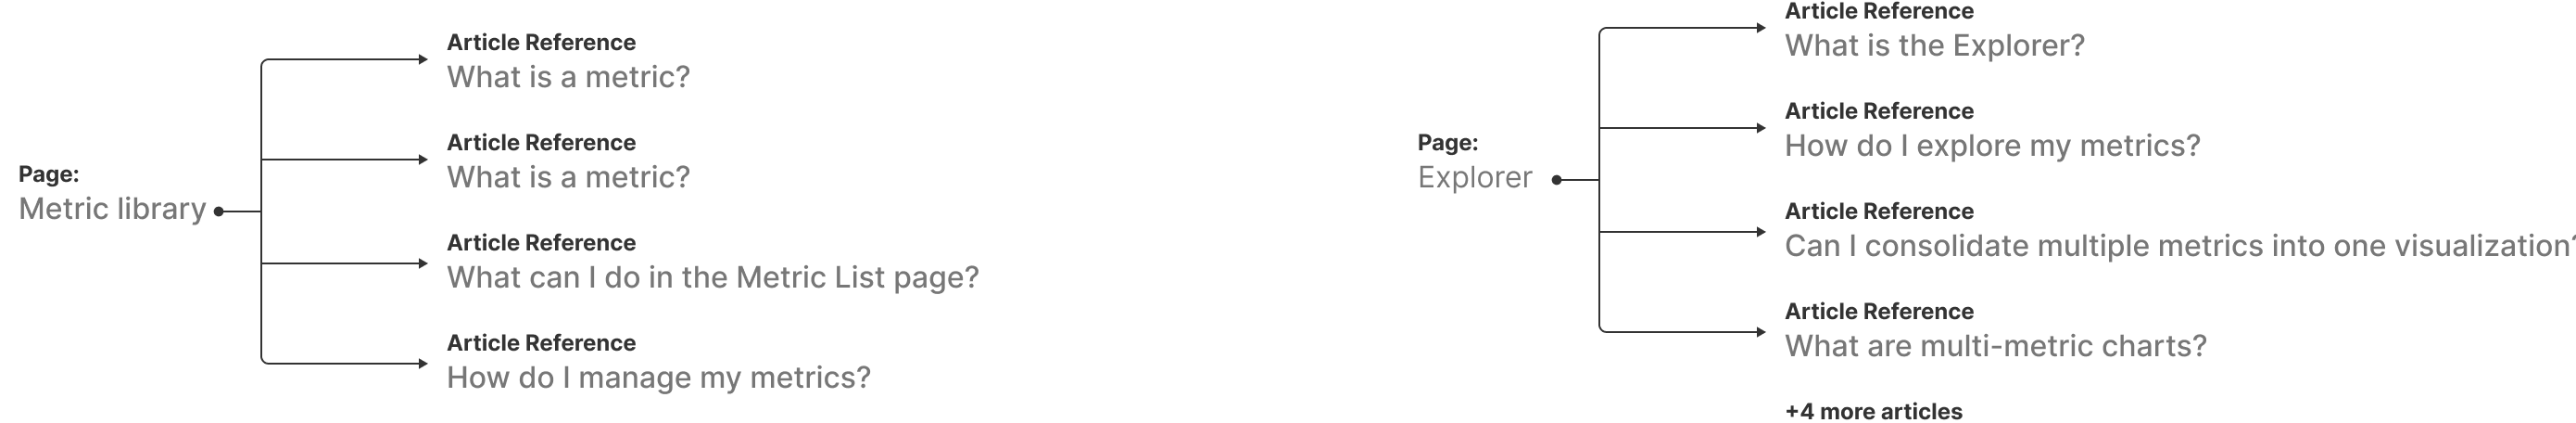 Page:
Metric library
Article Reference
What is a metric?
Article Reference
What is a metric?
Article Reference
What can I do in the Metric List page?
Article Reference
How do I manage my metrics?
Page:
Explorer
Article Reference
What is the Explorer?
Article Reference
How do I explore my metrics?
Article Reference
Can I consolidate multiple metrics into one visualization?
Article Reference
What are multi-metric charts?
+4 more articles